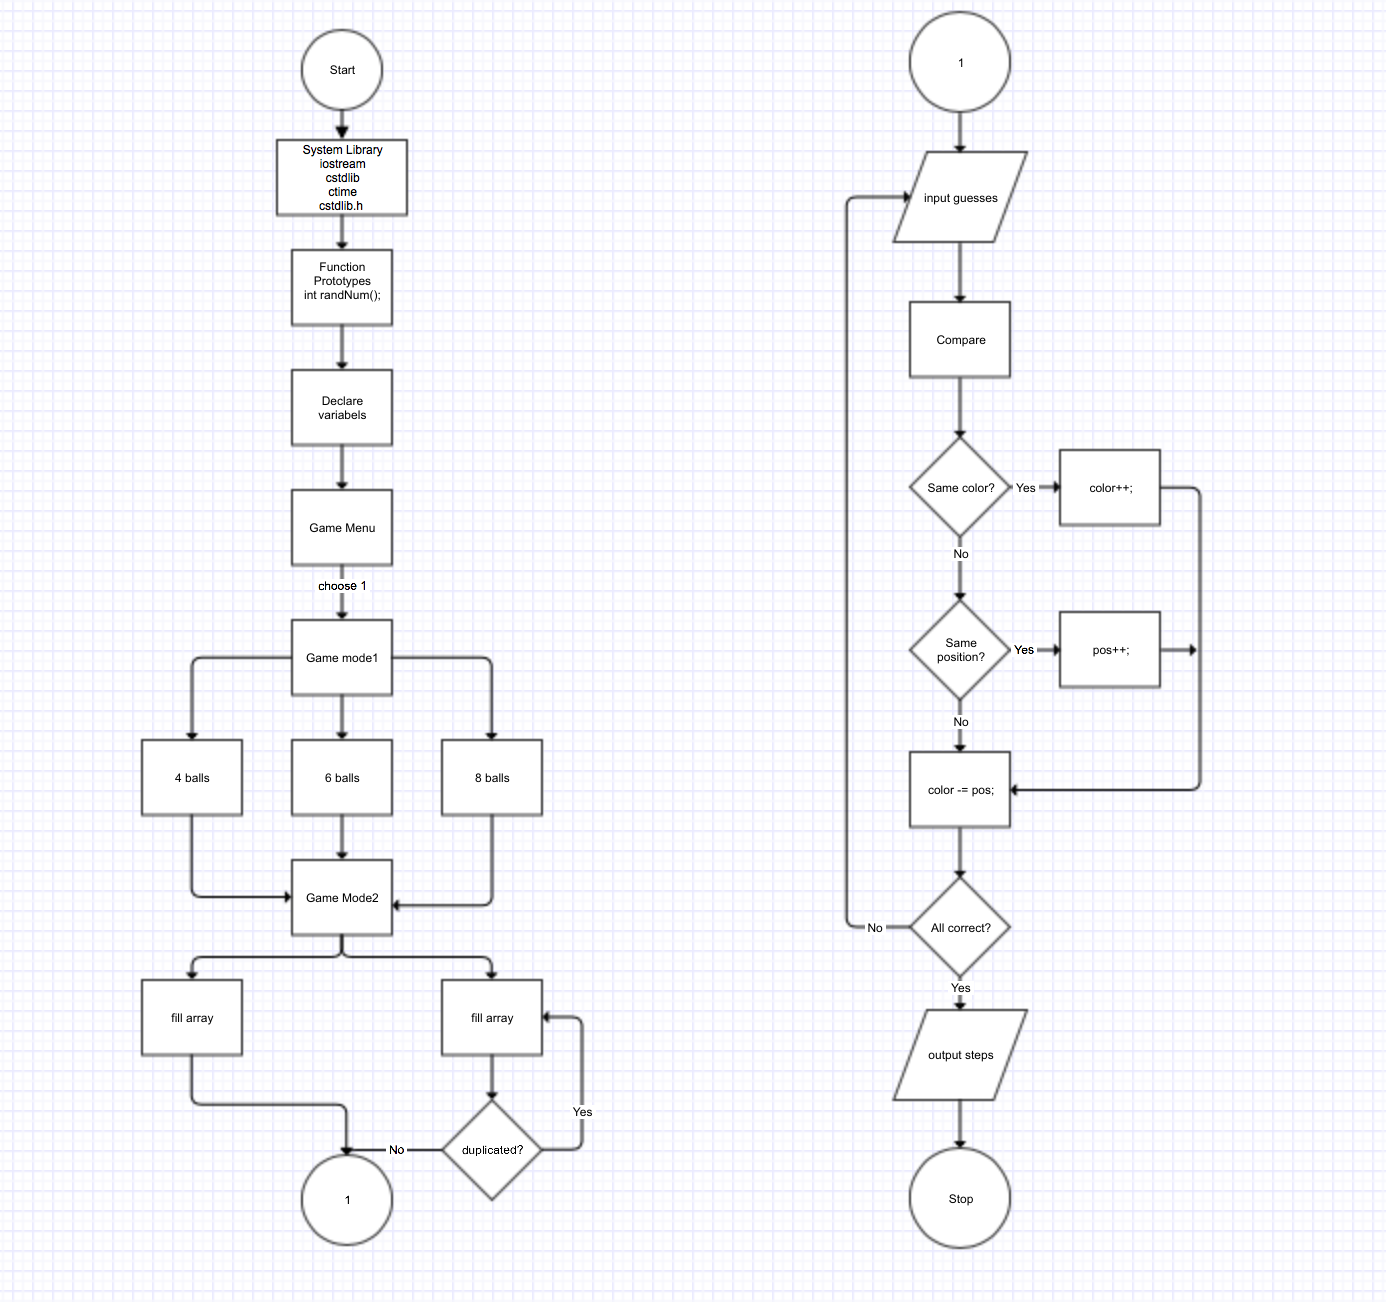 Start
System Library
iostream
cstdlib
ctime
cstdlib.h
Function
Prototypes
int randNum();
Declare
variabels
Game Menu
choose 1
Game mode1
4 balls
6 balls
8 balls
Game Mode2
fill array
fill array
Yes
duplicated?
No
1
1
input guesses
Compare
Same color?
Yes
color++;
No
Same
position?
Yes
pos++;
No
color -= pos;
All correct?
No
Yes
output steps
Stop